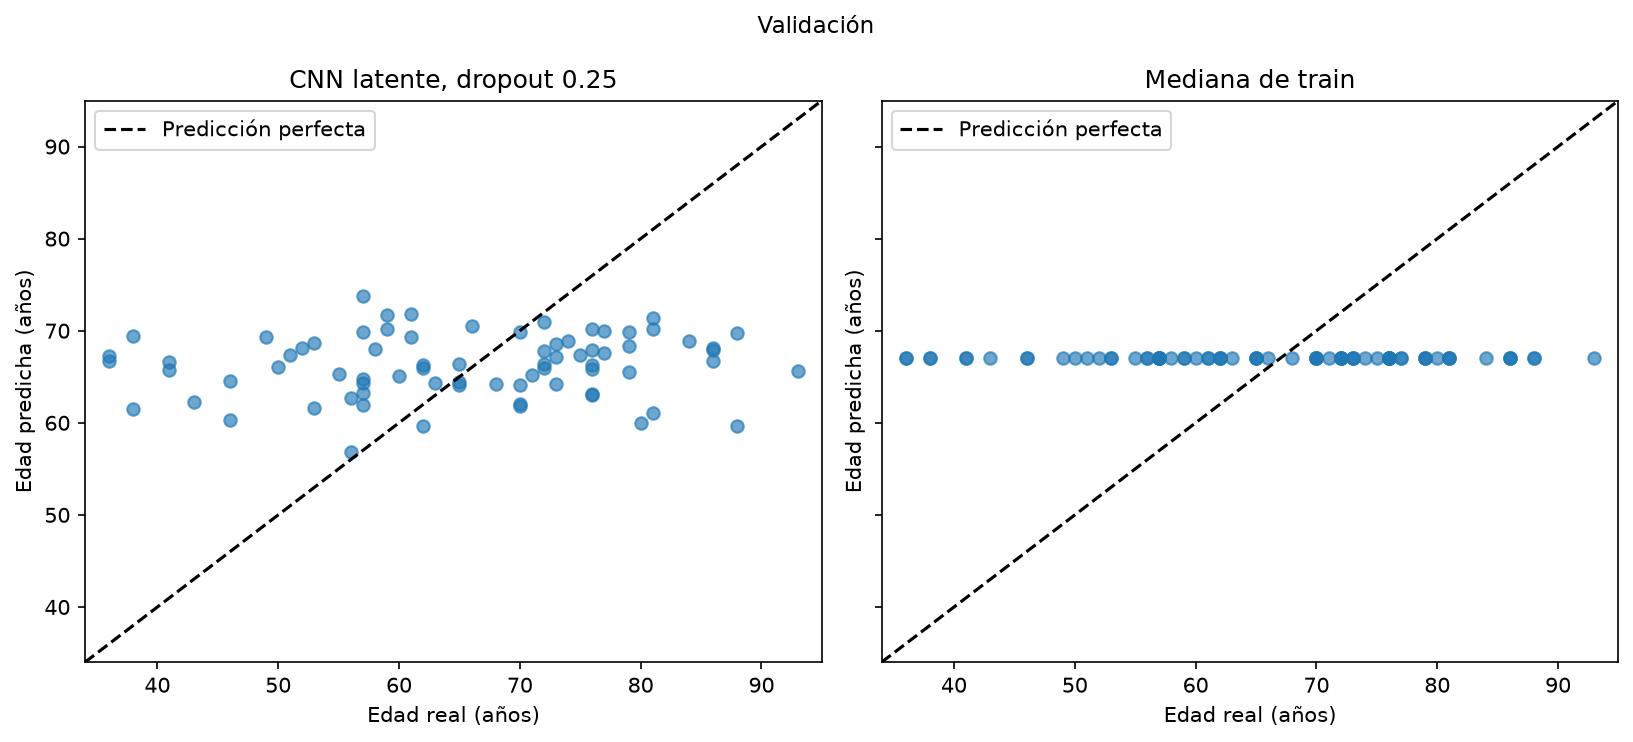 Validación
CNN latente, dropout 0.25
Predicción perfecta
90
80
70
60
50
40
Edad predicha (años)
40 50 60 70 80 90
Edad real (años)
Mediana de train
Predicción perfecta
Edad predicha (años)
40 50 60 70 80 90
Edad real (años)